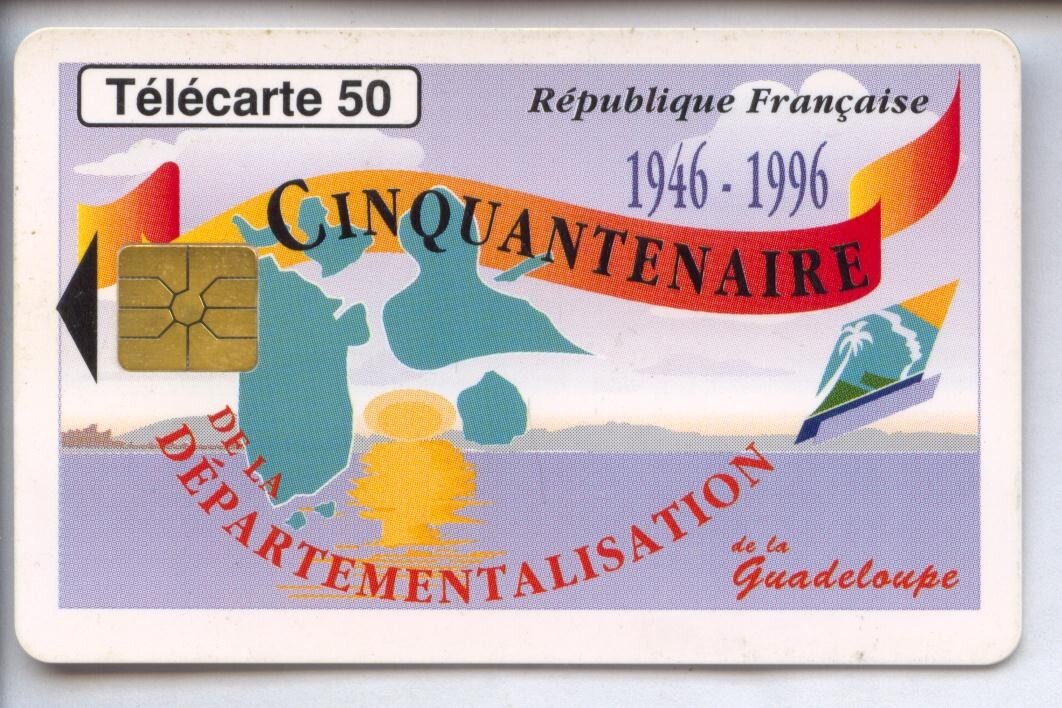 Télécarte 50
République Française
1946 - 1996
CINQUANTENAIRE
DE LA
DÉPARTEMENTALISATION
de la
Guadeloupe